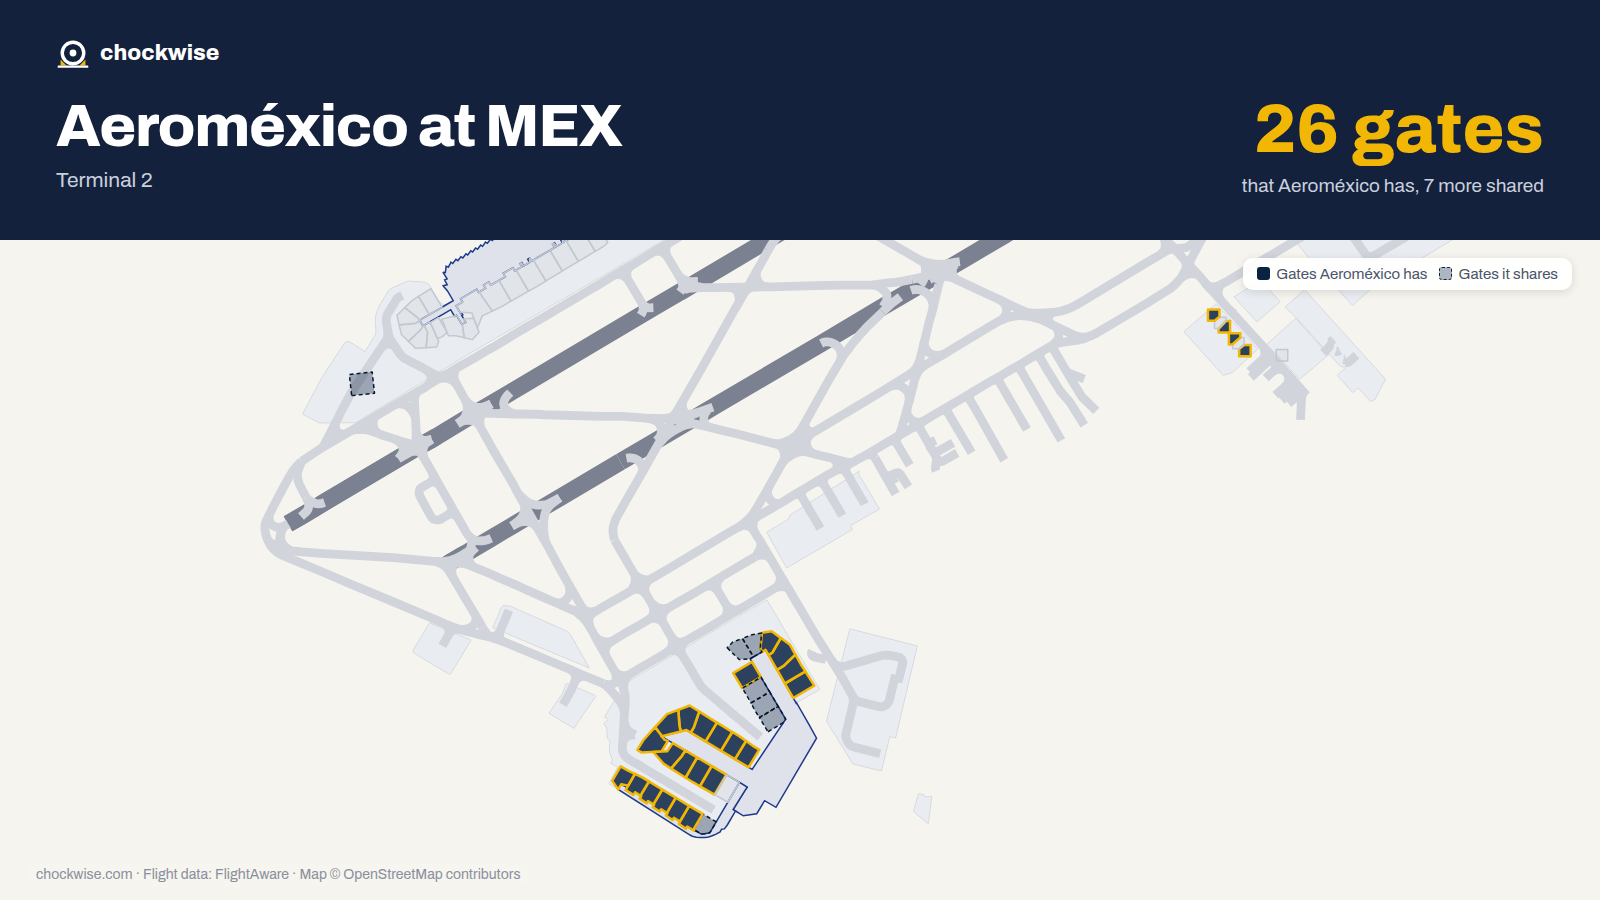 chockwise
Aeroméxico at MEX
Terminal 2
26 gates
that Aeroméxico has, 7 more shared
Gates Aeroméxico has
Gates it shares
chockwise.com · Flight data: FlightAware · Map © OpenStreetMap contributors